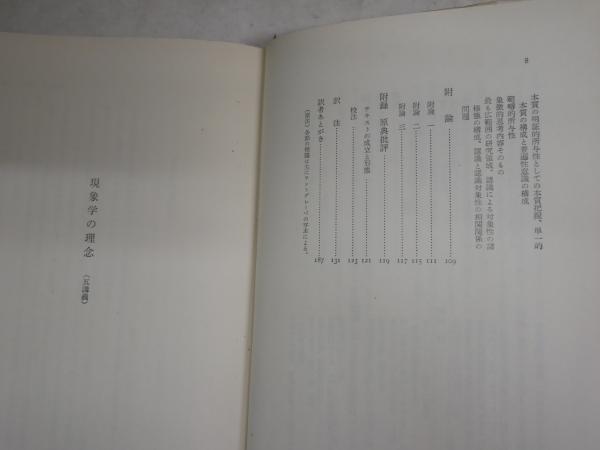 8
本質の明証的所与性としての本質把握、単一的
本質の構成と普遍性意識の構成
範疇的所与性
象徴的思考内容そのもの
最も広範囲の研究領域、認識による対象性の諸
様態の構成、認識と認識対象性の相関関係の
問題
附論 109
附論一 111
附論二 115
附論三 117
附録 原典批評 119
テキストの成立と形態 121
校注 125
訳注 131
訳者あとがき 187
現象学の理念
(五講義)